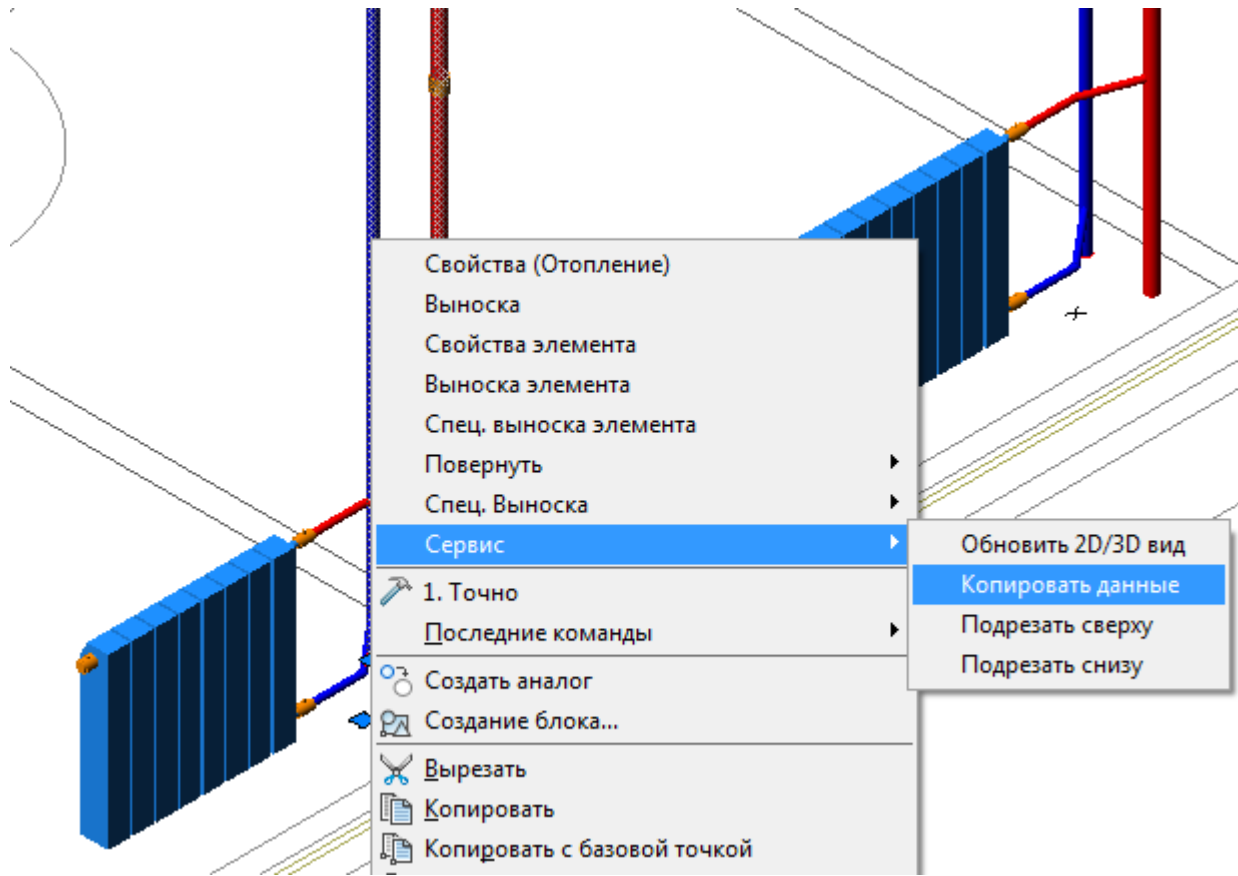 Свойства (Отопление)
Выноска
Свойства элемента
Выноска элемента
Спец. выноска элемента
Повернуть
Спец. Выноска
Сервис
Обновить 2D/3D вид
Копировать данные
Подрезать сверху
Подрезать снизу
1. Точно
Последние команды
Создать аналог
Создание блока...
Вырезать
Копировать
Копировать с базовой точкой